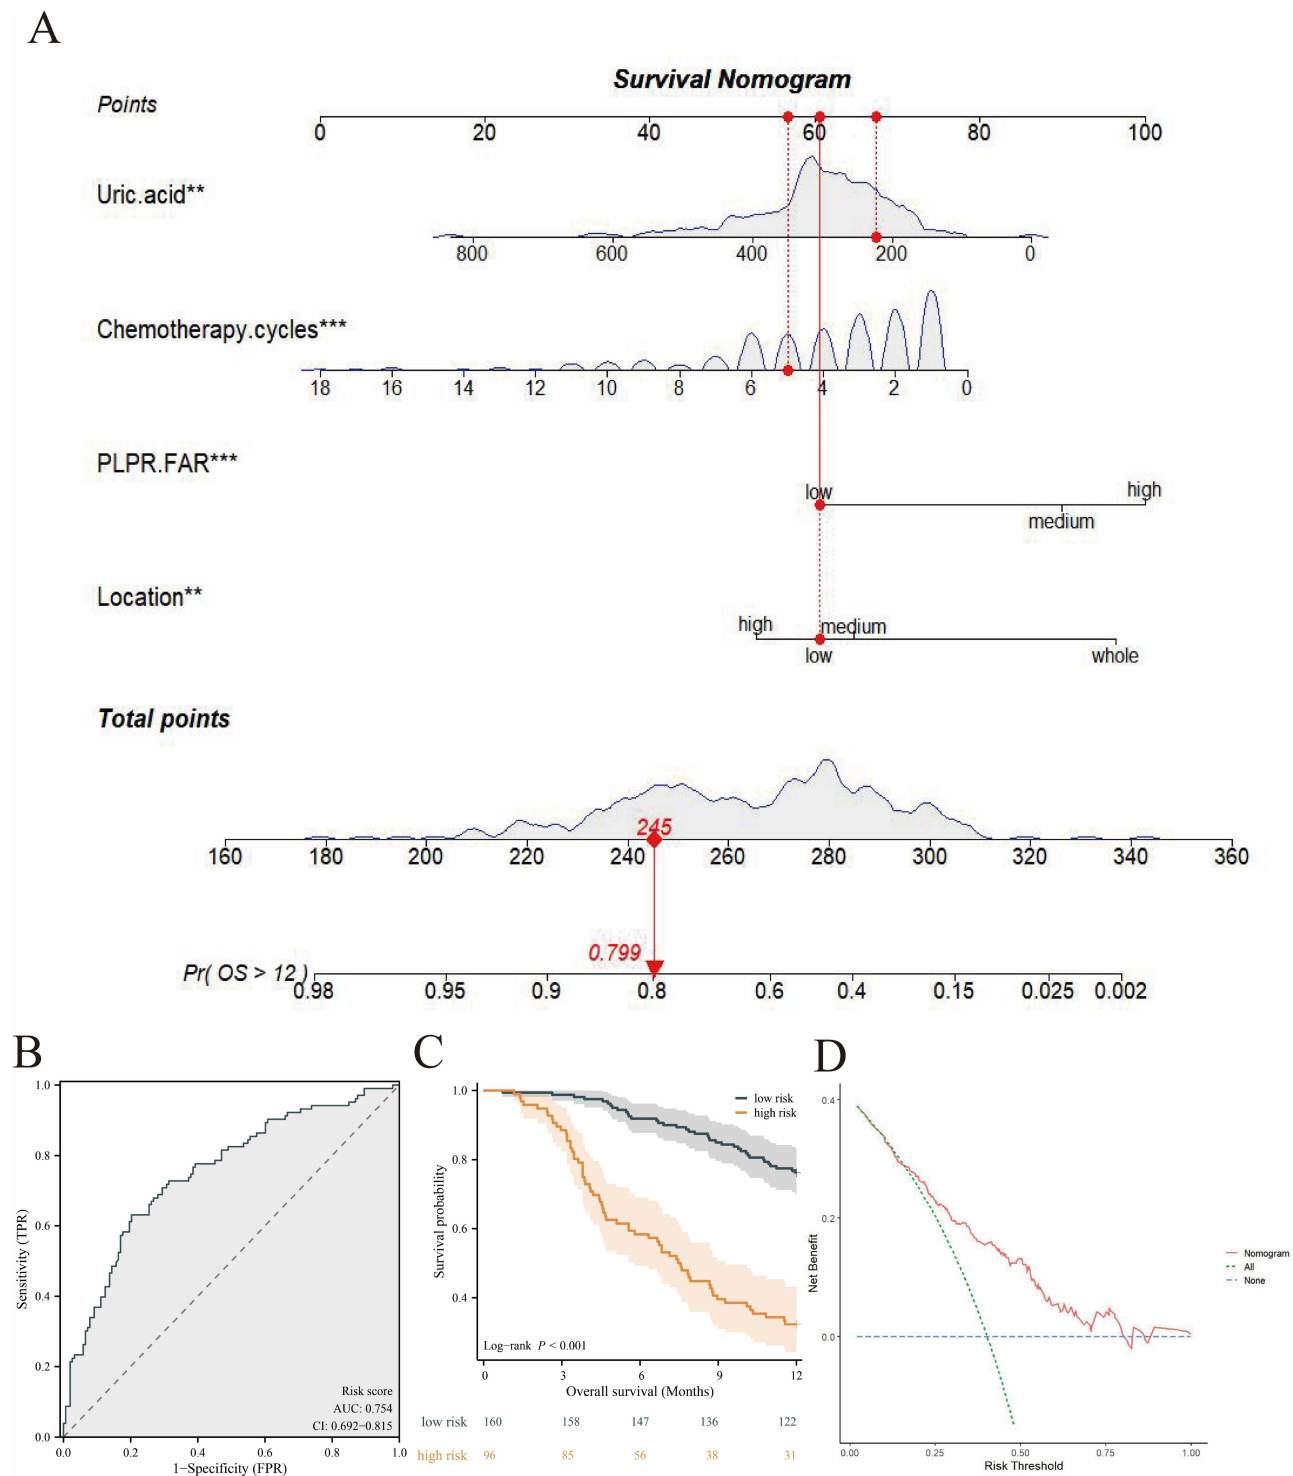 A
Survival Nomogram
Points
0 20 40 60 80 100
Uric.acid**
800 600 400 200 0
Chemotherapy.cycles***
18 16 14 12 10 8 6 4 2 0
PLPR.FAR***
low high
medium
Location**
high medium
low whole
Total points
245
160 180 200 220 240 260 280 300 320 340 360
0.799
Pr( OS > 12 )
0.98 0.95 0.9 0.8 0.6 0.4 0.15 0.025 0.002
B
1.0
0.8
0.6
0.4
0.2
0.0
Sensitivity (TPR)
Risk score
AUC: 0.754
CI: 0.692−0.815
0.0 0.2 0.4 0.6 0.8 1.0
1−Specificity (FPR)
C
1.0
0.8
0.6
0.4
Survival probability
low risk
high risk
Log−rank P < 0.001
0 3 6 9 12
Overall survival (Months)
low risk 160 158 147 136 122
high risk 96 85 56 38 31
D
0.4
0.2
0.0
Net Benefit
Nomogram
All
None
0.00 0.25 0.50 0.75 1.00
Risk Threshold